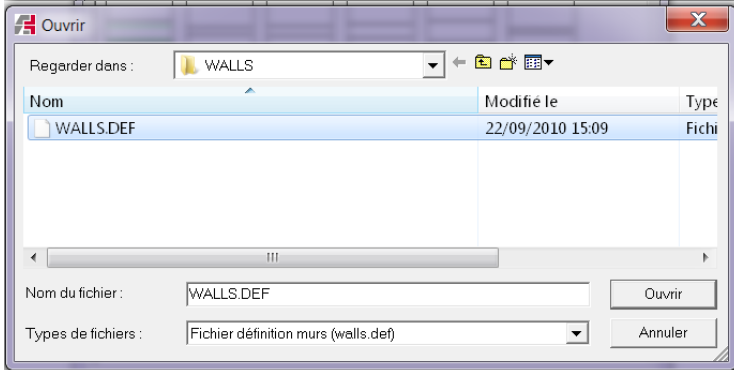 Ouvrir
Regarder dans : WALLS
Nom Modifié le Type
WALLS.DEF 22/09/2010 15:09 Fichi
Nom du fichier : WALLS.DEF Ouvrir
Types de fichiers : Fichier définition murs (walls.def) Annuler